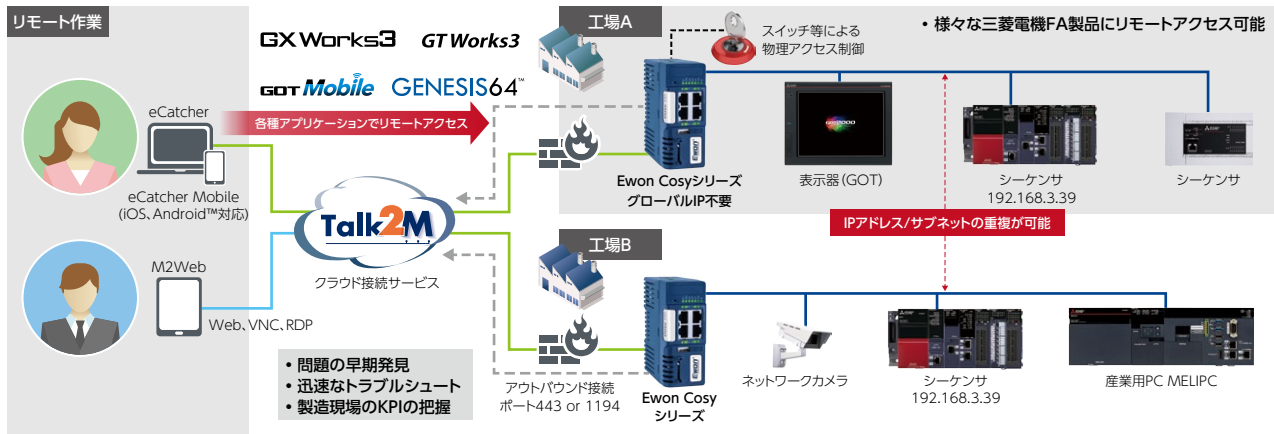 リモート作業
GX Works3
GT Works3
GOT Mobile
GENESIS64™
各種アプリケーションでリモートアクセス
eCatcher
eCatcher Mobile
(iOS、Android™対応)
M2Web
Web、VNC、RDP
Talk2M
クラウド接続サービス
・問題の早期発見
・迅速なトラブルシュート
・製造現場のKPIの把握
工場A
スイッチ等による
物理アクセス制御
・様々な三菱電機FA製品にリモートアクセス可能
Ewon
Ewon Cosyシリーズ
グローバルIP不要
GOT2000
表示器(GOT)
シーケンサ
192.168.3.39
シーケンサ
IPアドレス/サブネットの重複が可能
工場B
アウトバウンド接続
ポート443 or 1194
Ewon
Ewon Cosy
シリーズ
ネットワークカメラ
シーケンサ
192.168.3.39
産業用PC MELIPC